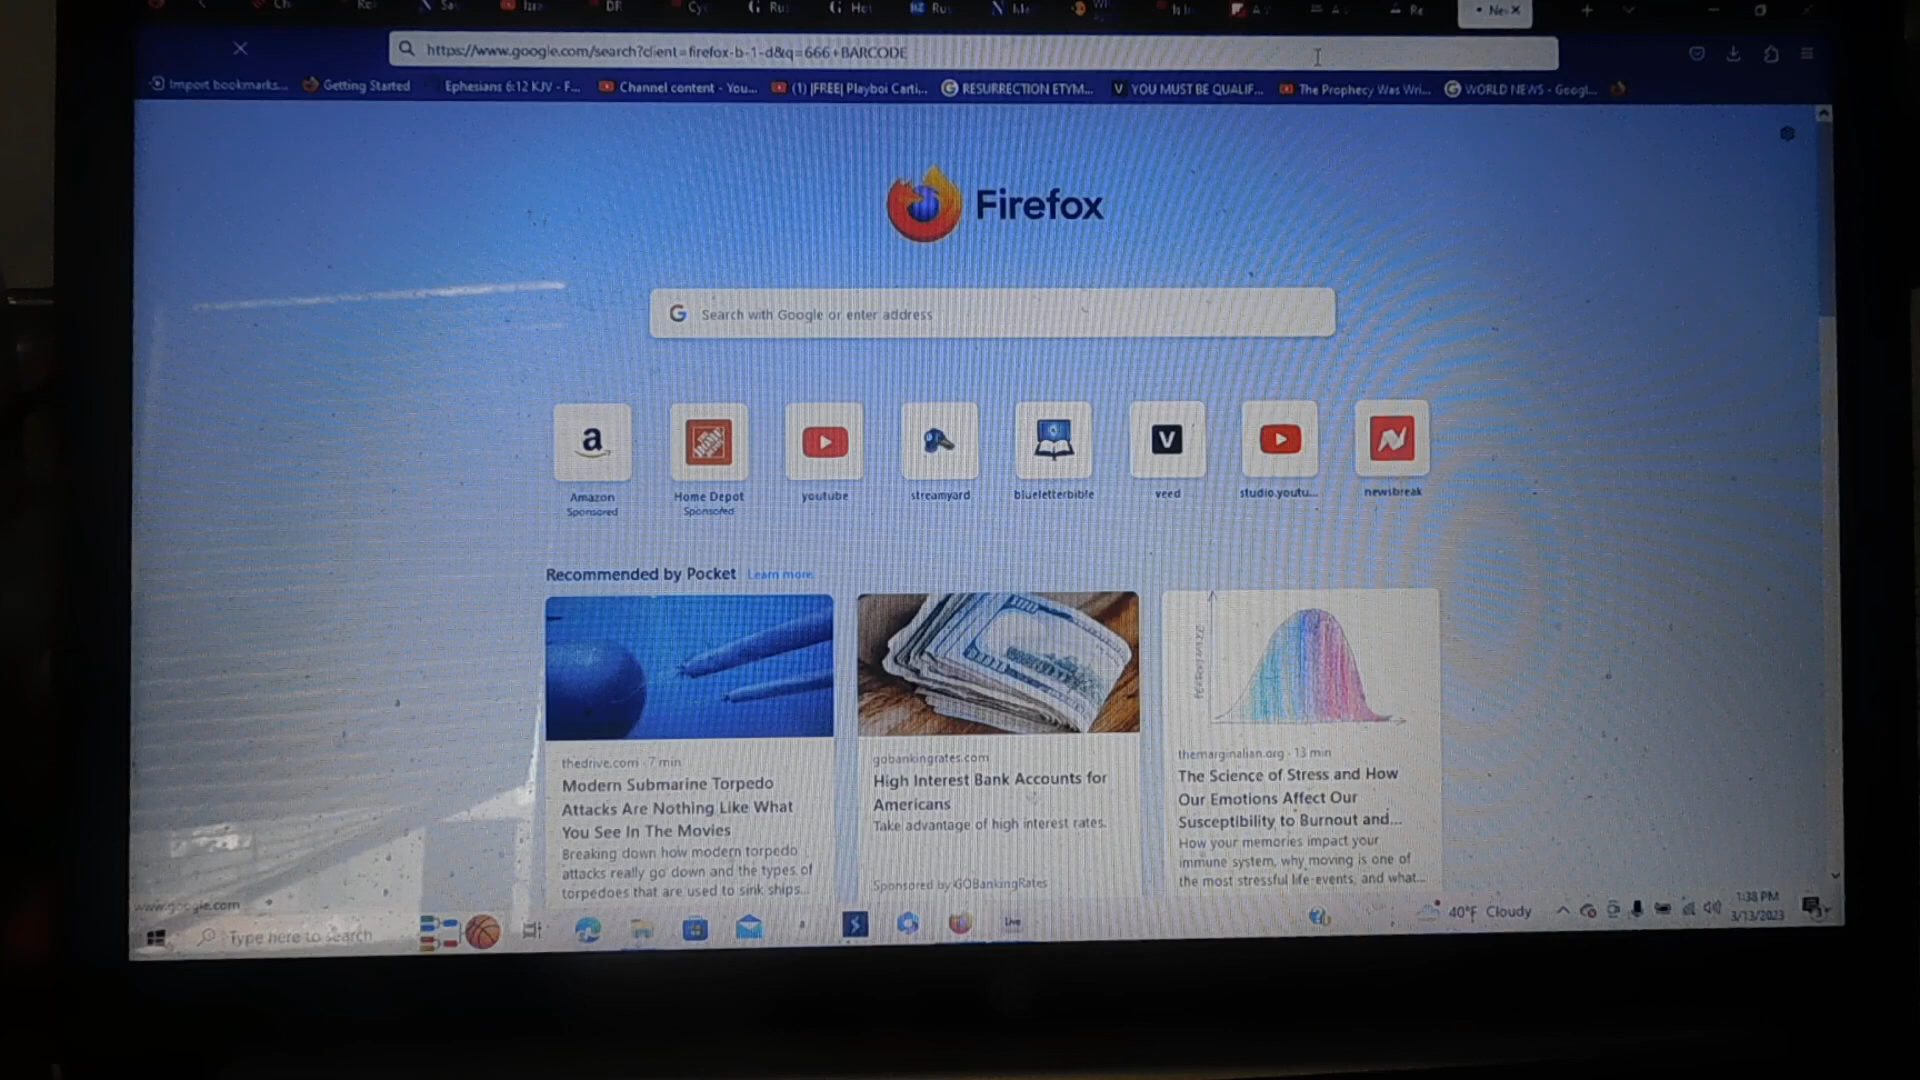 Ne
https://www.google.com/search?client=firefox-b-1-d&q=666+BARCODE
Import bookmarks... Getting Started Ephesians 6:12 KJV - F... Channel content - You... (1) [FREE] Playboi Carti,... RESURRECTION ETYM... YOU MUST BE QUALIF... The Prophecy Was Wri... WORLD NEWS - Googl...
Firefox
Search with Google or enter address
Amazon Home Depot youtube streamyard blueletterbible veed studio.youtu... newsbreak
Sponsored Sponsored
Recommended by Pocket Learn more
thedrive.com · 7 min
Modern Submarine Torpedo
Attacks Are Nothing Like What
You See In The Movies
Breaking down how modern torpedo
attacks really go down and the types of
torpedoes that are used to sink ships...
gobankingrates.com
High Interest Bank Accounts for
Americans
Take advantage of high interest rates.
Sponsored by GOBankingRates
themarginalian.org · 13 min
The Science of Stress and How
Our Emotions Affect Our
Susceptibility to Burnout and...
How your memories impact your
immune system, why moving is one of
the most stressful life-events, and what...
www.google.com
Type here to search
Live
40°F Cloudy
1:38 PM
3/13/2023